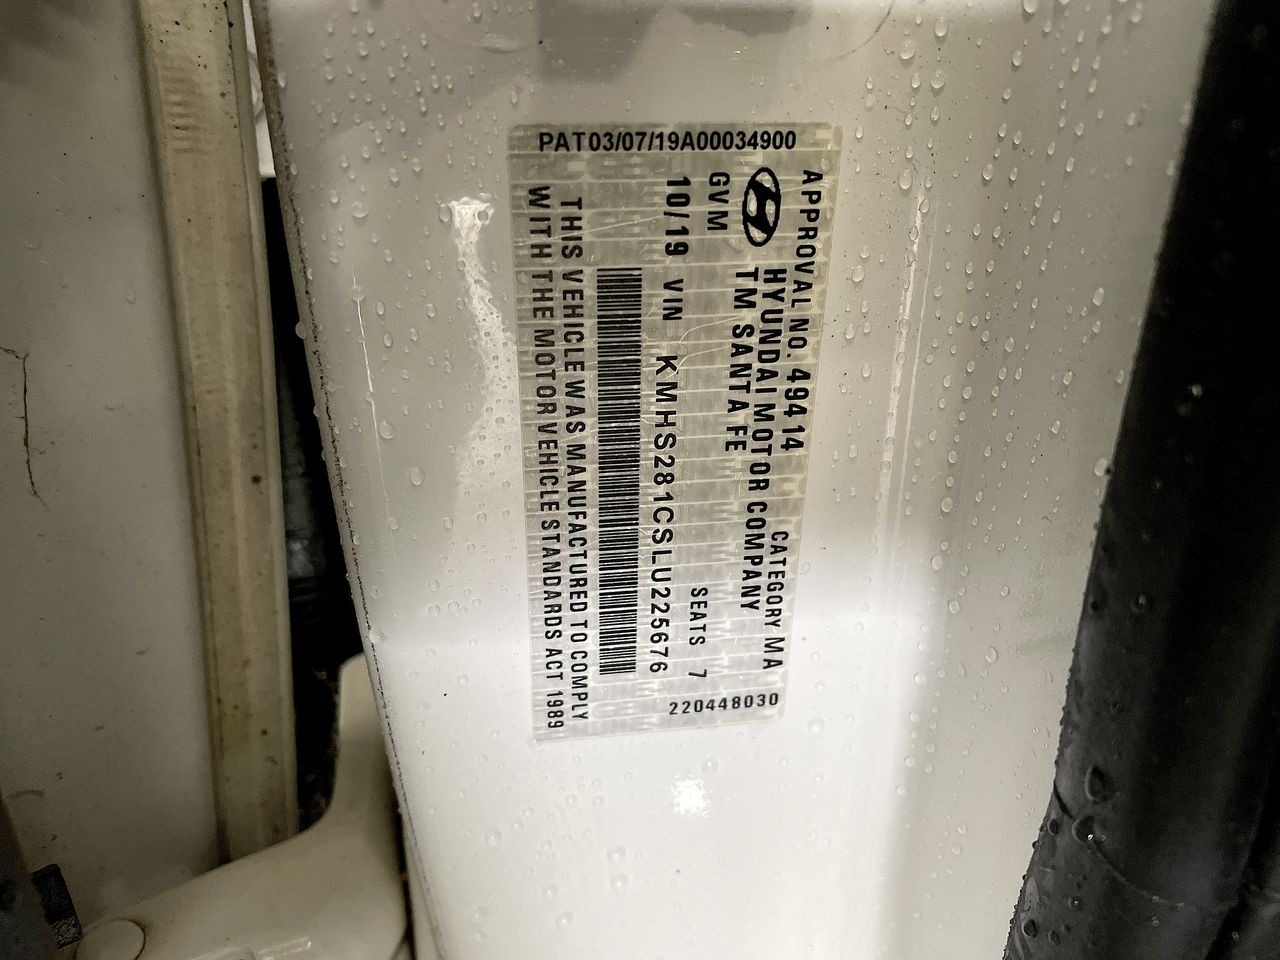 PAT03/07/19A00034900
APPROVAL NO. 49414 CATEGORY MA
HYUNDAI MOTOR COMPANY
TM SANTA FE
GVM SEATS 7
10/19 VIN KMHS281CSLU225676
THIS VEHICLE WAS MANUFACTURED TO COMPLY
WITH THE MOTOR VEHICLE STANDARDS ACT 1989
220448030